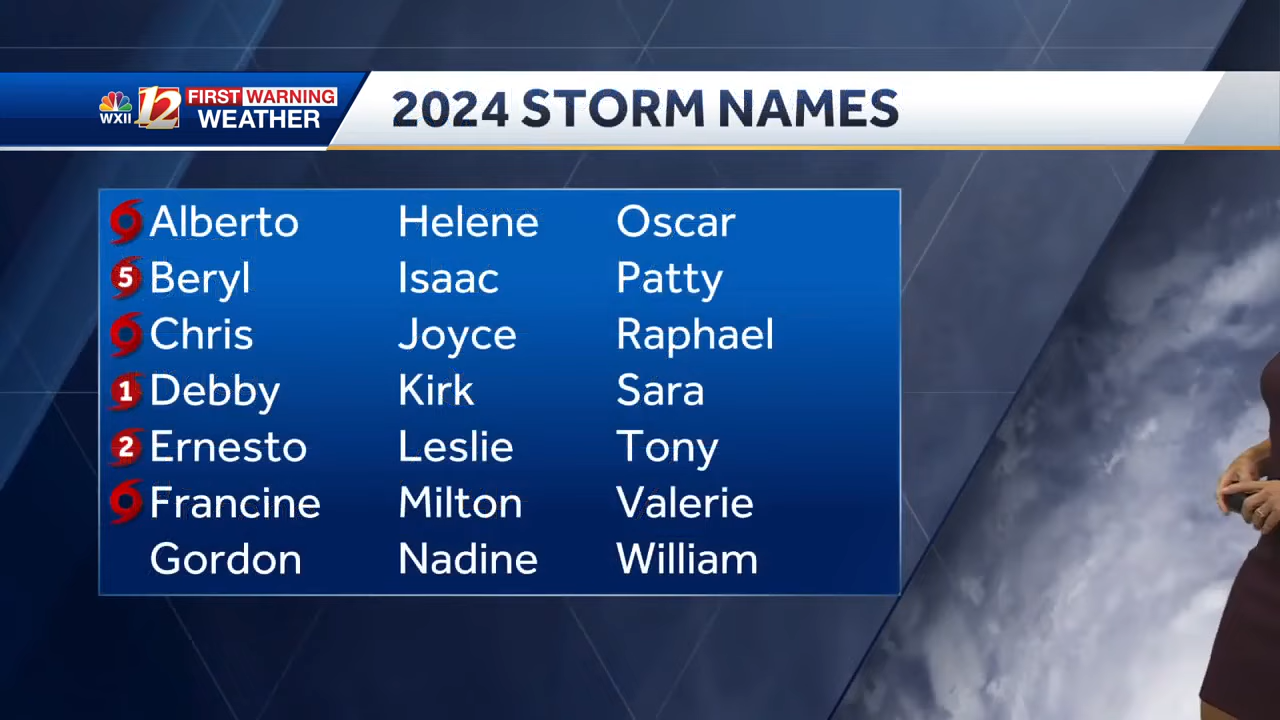 WXII 12 FIRST WARNING
WEATHER
2024 STORM NAMES
Alberto Helene Oscar
5 Beryl Isaac Patty
Chris Joyce Raphael
1 Debby Kirk Sara
2 Ernesto Leslie Tony
Francine Milton Valerie
Gordon Nadine William